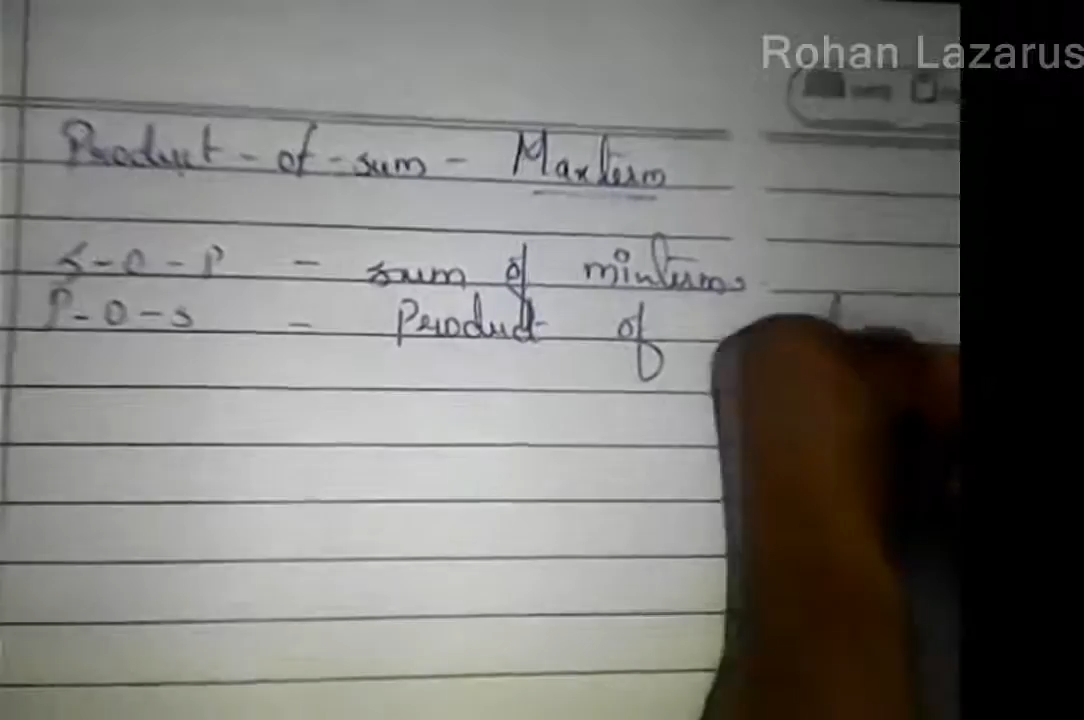 Rohan Lazarus
Product-of-sum - Maxterm
S-O-P - sum of minterms
P-O-S - Product of